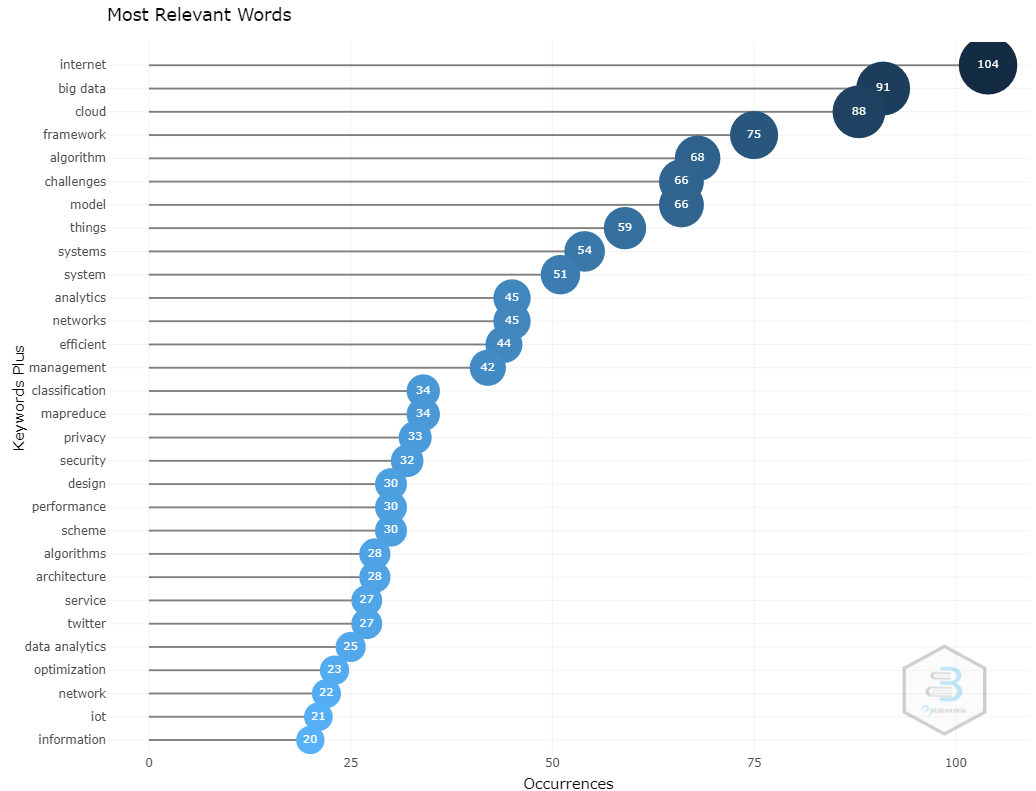 Most Relevant Words
Keywords Plus
internet 104
big data 91
cloud 88
framework 75
algorithm 68
challenges 66
model 66
things 59
systems 54
system 51
analytics 45
networks 45
efficient 44
management 42
classification 34
mapreduce 34
privacy 33
security 32
design 30
performance 30
scheme 30
algorithms 28
architecture 28
service 27
twitter 27
data analytics 25
optimization 23
network 22
iot 21
information 20
bibliometrix
0 25 50 75 100
Occurrences